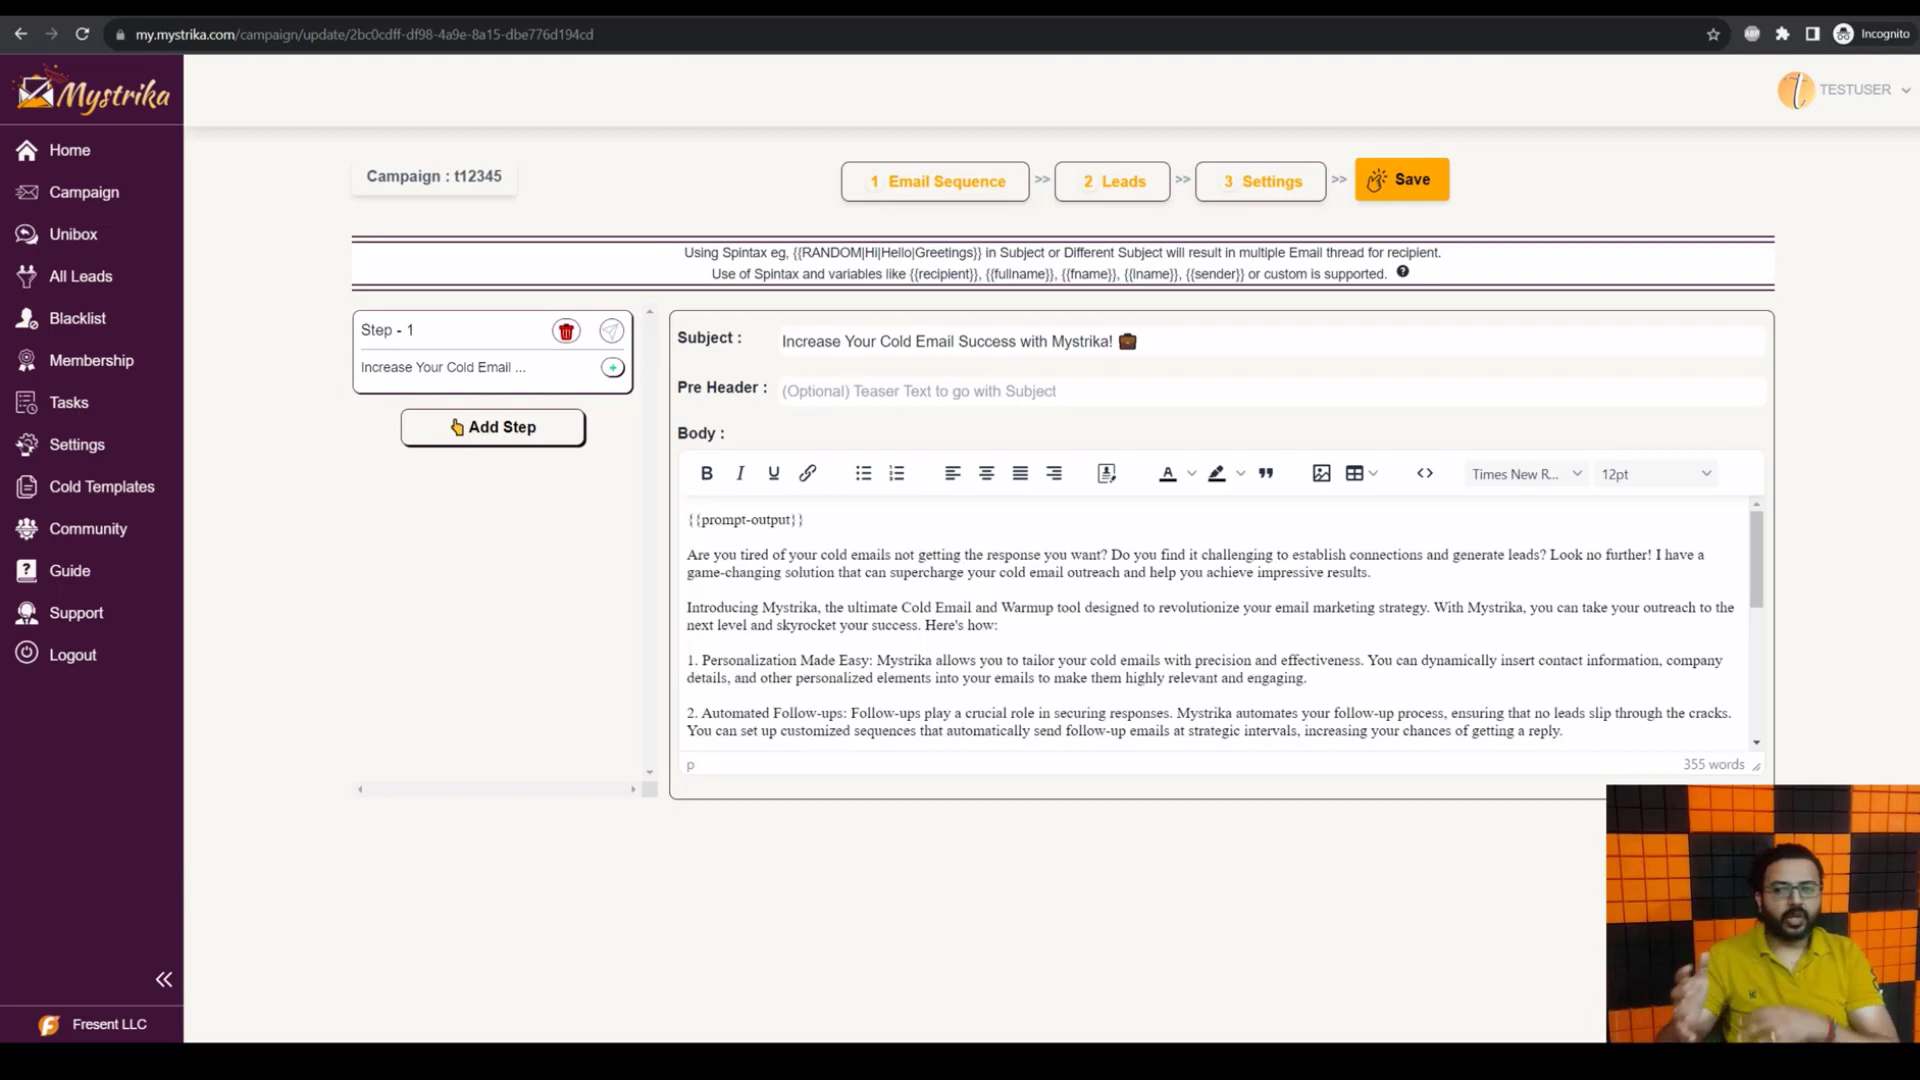 my.mystrika.com/campaign/update/2bc0cdff-df98-4a9e-8a15-dbe776d194cd
Incognito
Mystrika
TESTUSER
Home
Campaign
Unibox
All Leads
Blacklist
Membership
Tasks
Settings
Cold Templates
Community
Guide
Support
Logout
Fresent LLC
Campaign : t12345
1 Email Sequence >> 2 Leads >> 3 Settings >> Save
Using Spintax eg, {{RANDOM|Hi|Hello|Greetings}} in Subject or Different Subject will result in multiple Email thread for recipient.
Use of Spintax and variables like {{recipient}}, {{fullname}}, {{fname}}, {{lname}}, {{sender}} or custom is supported. ?
Step - 1
Increase Your Cold Email ...
Add Step
Subject : Increase Your Cold Email Success with Mystrika! 💼
Pre Header : (Optional) Teaser Text to go with Subject
Body :
B I U A Times New R... 12pt
{{prompt-output}}
Are you tired of your cold emails not getting the response you want? Do you find it challenging to establish connections and generate leads? Look no further! I have a
game-changing solution that can supercharge your cold email outreach and help you achieve impressive results.
Introducing Mystrika, the ultimate Cold Email and Warmup tool designed to revolutionize your email marketing strategy. With Mystrika, you can take your outreach to the
next level and skyrocket your success. Here's how:
1. Personalization Made Easy: Mystrika allows you to tailor your cold emails with precision and effectiveness. You can dynamically insert contact information, company
details, and other personalized elements into your emails to make them highly relevant and engaging.
2. Automated Follow-ups: Follow-ups play a crucial role in securing responses. Mystrika automates your follow-up process, ensuring that no leads slip through the cracks.
You can set up customized sequences that automatically send follow-up emails at strategic intervals, increasing your chances of getting a reply.
p
355 words